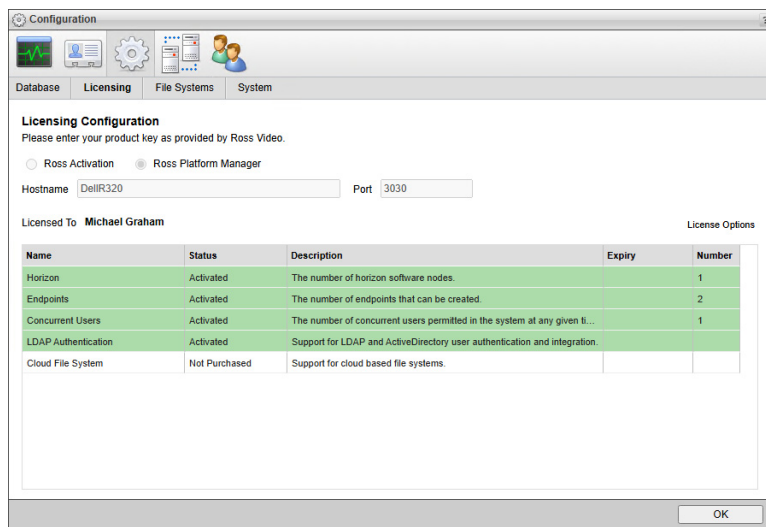 Configuration
?
Database Licensing File Systems System
Licensing Configuration
Please enter your product key as provided by Ross Video.
Ross Activation Ross Platform Manager
Hostname DellR320 Port 3030
Licensed To Michael Graham
License Options
Name Status Description Expiry Number
Horizon Activated The number of horizon software nodes. 1
Endpoints Activated The number of endpoints that can be created. 2
Concurrent Users Activated The number of concurrent users permitted in the system at any given ti... 1
LDAP Authentication Activated Support for LDAP and ActiveDirectory user authentication and integration.
Cloud File System Not Purchased Support for cloud based file systems.
OK